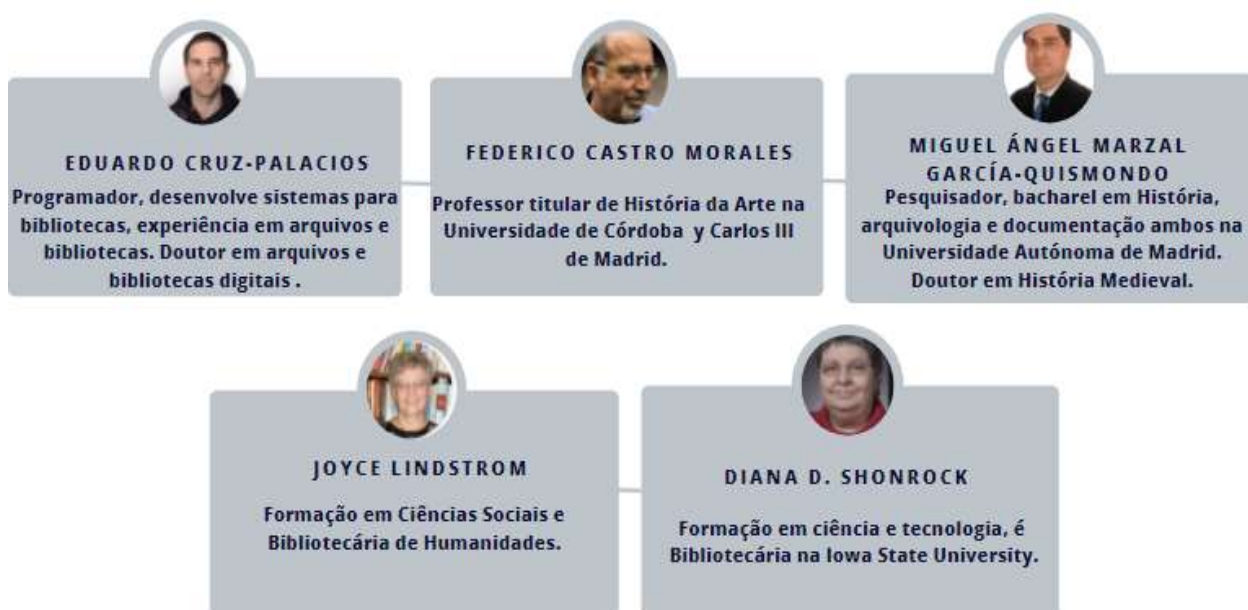 EDUARDO CRUZ-PALACIOS
Programador, desenvolve sistemas para
bibliotecas, experiência em arquivos e
bibliotecas. Doutor em arquivos e
bibliotecas digitais .
FEDERICO CASTRO MORALES
Professor titular de História da Arte na
Universidade de Córdoba y Carlos III
de Madrid.
MIGUEL ÁNGEL MARZAL
GARCÍA-QUISMONDO
Pesquisador, bacharel em História,
arquivologia e documentação ambos na
Universidade Autónoma de Madrid.
Doutor em História Medieval.
JOYCE LINDSTROM
Formação em Ciências Sociais e
Bibliotecária de Humanidades.
DIANA D. SHONROCK
Formação em ciência e tecnologia, é
Bibliotecária na Iowa State University.